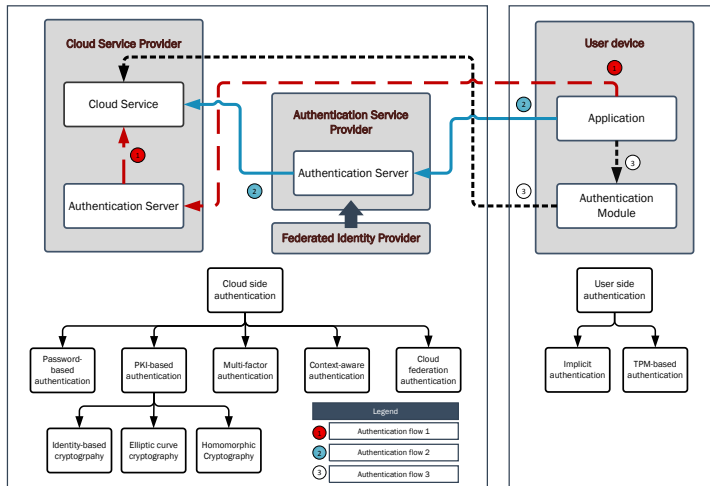 Cloud Service Provider
User device
1
2
Cloud Service
Application
Authentication Service
Provider
1
3
Authentication Server
2
3
Authentication Server
Authentication
Module
Federated Identity Provider
Cloud side
authentication
User side
authentication
Password-
based
authentication
PKI-based
authentication
Multi-factor
authentication
Context-aware
authentication
Cloud
federation
authentication
Implicit
authentication
TPM-based
authentication
Identity-based
cryptogrpahy
Elliptic curve
cryptography
Homomorphic
Cryptography
Legend
1 Authentication flow 1
2 Authentication flow 2
3 Authentication flow 3